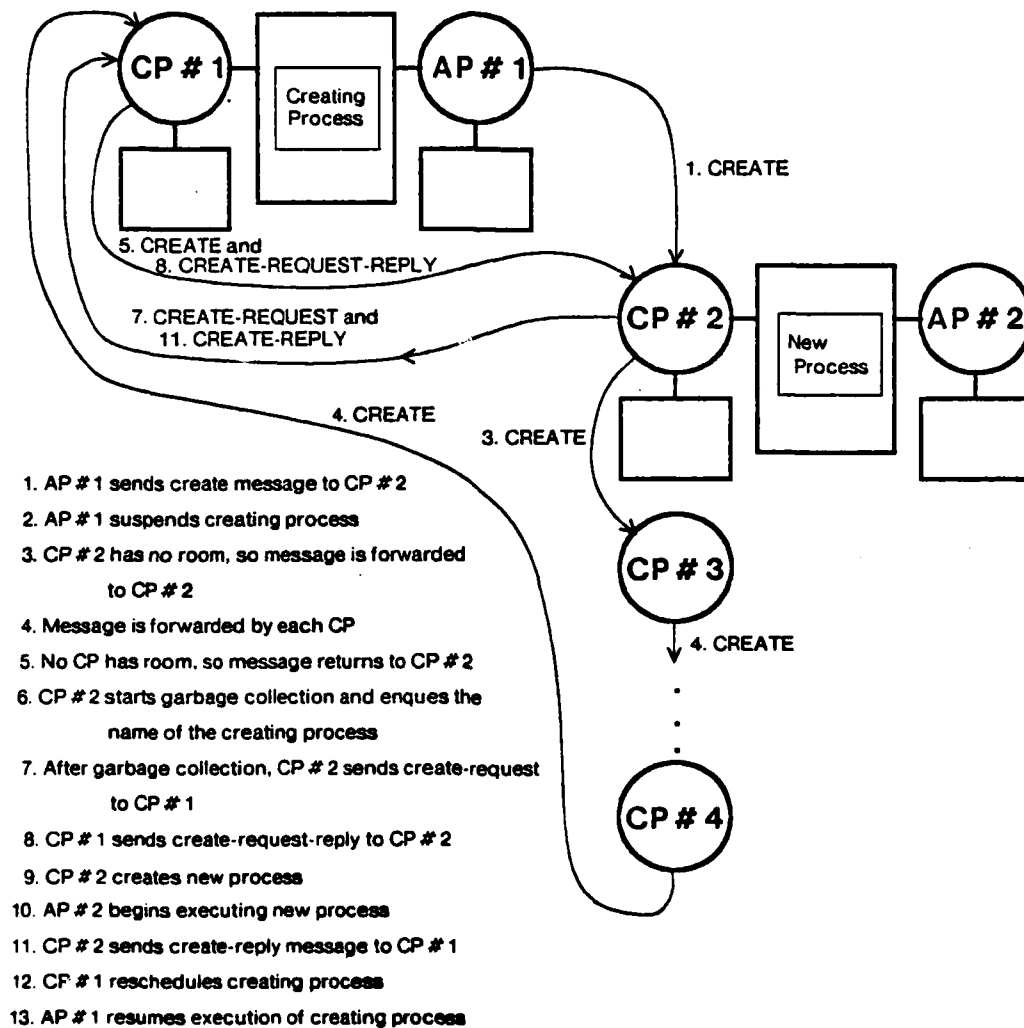 CP # 1
AP # 1
Creating
Process
1. CREATE
5. CREATE and
8. CREATE-REQUEST-REPLY
7. CREATE-REQUEST and
11. CREATE-REPLY
CP # 2
AP # 2
New
Process
4. CREATE
3. CREATE
CP # 3
4. CREATE
CP # 4
1. AP # 1 sends create message to CP # 2
2. AP # 1 suspends creating process
3. CP # 2 has no room, so message is forwarded
to CP # 2
4. Message is forwarded by each CP
5. No CP has room, so message returns to CP # 2
6. CP # 2 starts garbage collection and enques the
name of the creating process
7. After garbage collection, CP # 2 sends create-request
to CP # 1
8. CP # 1 sends create-request-reply to CP # 2
9. CP # 2 creates new process
10. AP # 2 begins executing new process
11. CP # 2 sends create-reply message to CP # 1
12. CP # 1 reschedules creating process
13. AP # 1 resumes execution of creating process